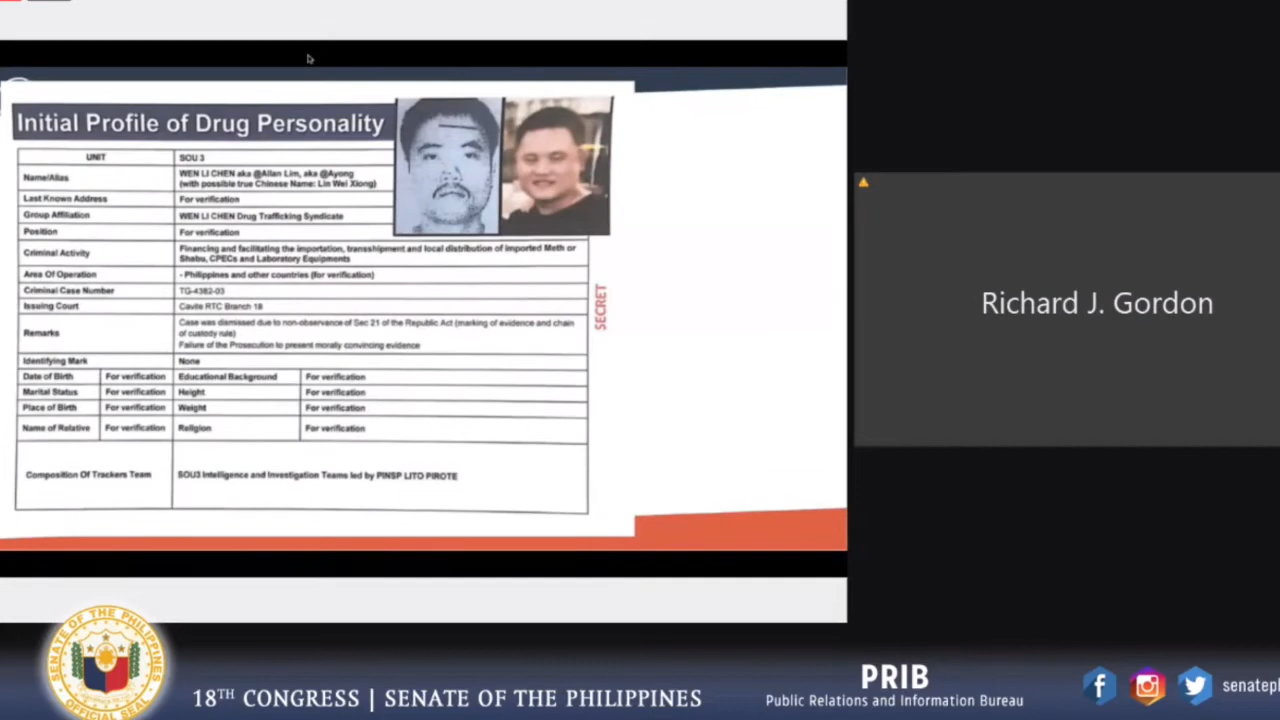 Initial Profile of Drug Personality
UNIT SOU 3
Name/Alias WEN LI CHEN aka @Allan Lim, aka @Ayong
(with possible true Chinese Name: Lin Wei Xiong)
Last Known Address For verification
Group Affiliation WEN LI CHEN Drug Trafficking Syndicate
Position For verification
Criminal Activity Financing and facilitating the importation, transshipment and local distribution of imported Meth or
Shabu, CPECs and Laboratory Equipments
Area Of Operation - Philippines and other countries (for verification)
Criminal Case Number TG-4382-03
Issuing Court Cavite RTC Branch 18
Remarks Case was dismissed due to non-observance of Sec 21 of the Republic Act (marking of evidence and chain
of custody rule)
Failure of the Prosecution to present morally convincing evidence
Identifying Mark None
Date of Birth For verification Educational Background For verification
Marital Status For verification Height For verification
Place of Birth For verification Weight For verification
Name of Relative For verification Religion For verification
Composition Of Trackers Team SOU3 Intelligence and Investigation Teams led by PINSP LITO PIROTE
SECRET
Richard J. Gordon
SENATE OF THE PHILIPPINES
OFFICIAL SEAL
18TH CONGRESS | SENATE OF THE PHILIPPINES
PRIB
Public Relations and Information Bureau
senateph